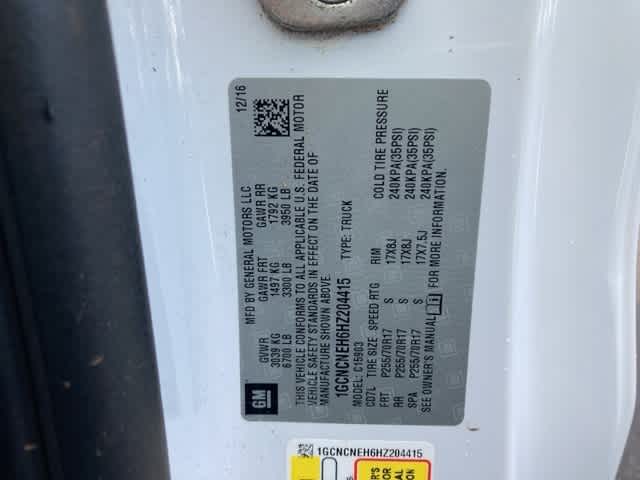 MFD BY GENERAL MOTORS LLC 12/16
GVWR GAWR FRT GAWR RR
3039 KG 1497 KG 1792 KG
6700 LB 3300 LB 3950 LB
THIS VEHICLE CONFORMS TO ALL APPLICABLE U.S. FEDERAL MOTOR
VEHICLE SAFETY STANDARDS IN EFFECT ON THE DATE OF
MANUFACTURE SHOWN ABOVE.
1GCNCNEH6HZ204415
MODEL: C15903 TYPE: TRUCK
CD7L TIRE SIZE SPEED RTG RIM COLD TIRE PRESSURE
FRT P255/70R17 S 17X8J 240KPA(35PSI)
RR P255/70R17 S 17X8J 240KPA(35PSI)
SPA P255/70R17 S 17X7.5J 240KPA(35PSI)
SEE OWNER'S MANUAL FOR MORE INFORMATION.
GM
1GCNCNEH6HZ204415